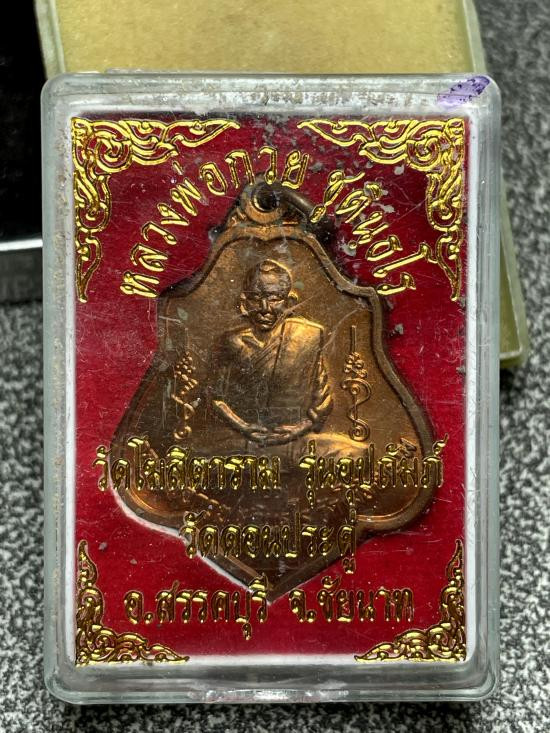 หลวงพ่อกวย ชุตินฺธโร
วัดโฆสิตาราม รุ่นอุปถัมภ์
วัดดอนประดู่
อ.สรรคบุรี จ.ชัยนาท